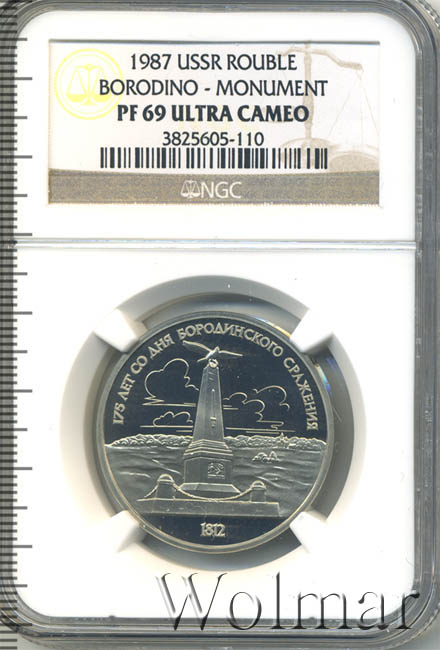 1987 USSR ROUBLE
BORODINO - MONUMENT
PF 69 ULTRA CAMEO
3825605-110
NGC
175 ЛЕТ СО ДНЯ БОРОДИНСКОГО СРАЖЕНИЯ
1812
Wolmar